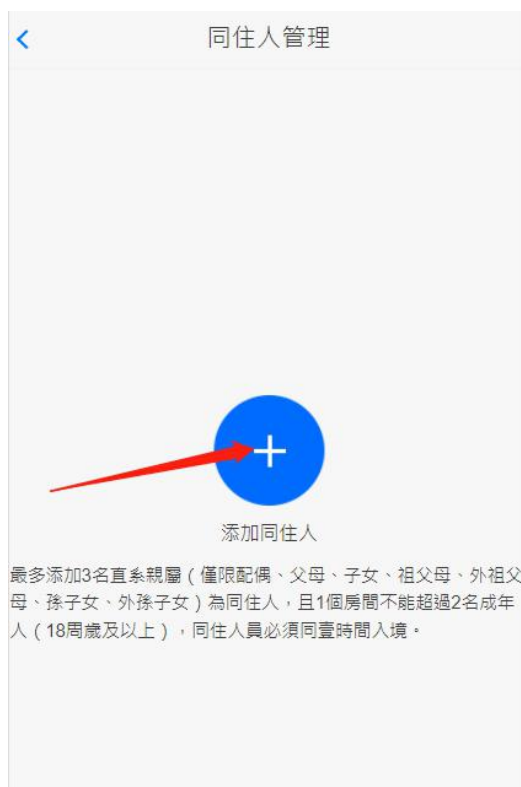 同住人管理
添加同住人
最多添加3名直系親屬（僅限配偶、父母、子女、祖父母、外祖父
母、孫子女、外孫子女）為同住人，且1個房間不能超過2名成年
人（18周歲及以上），同住人員必須同壹時間入境。